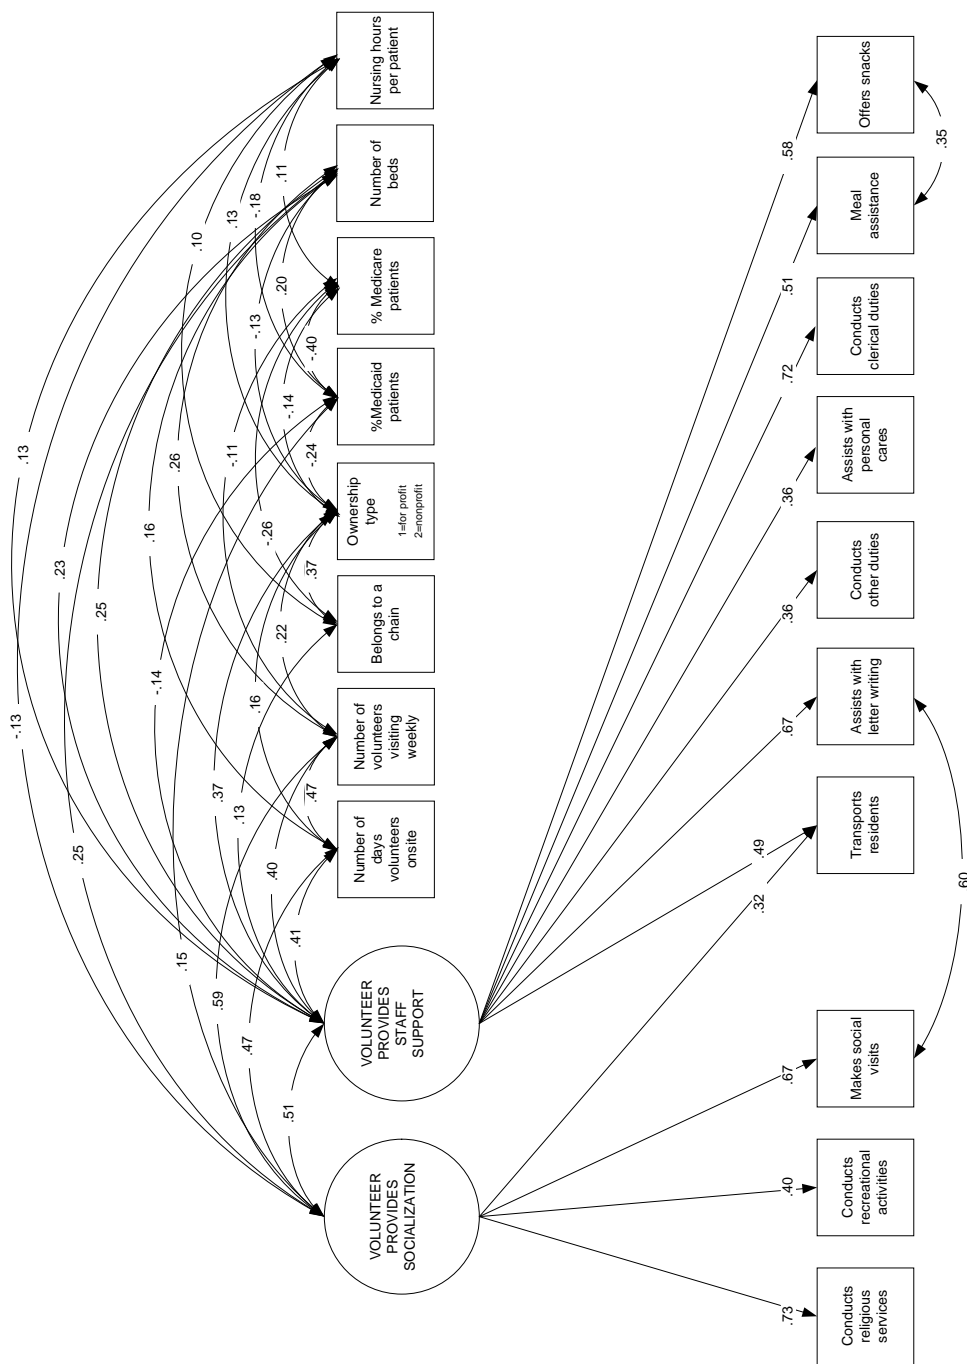 Nursing hours
per patient
Number of
beds
% Medicare
patients
%Medicaid
patients
Ownership
type
1=for profit
2=nonprofit
Belongs to a
chain
Number of
volunteers
visiting
weekly
Number of
days
volunteers
onsite
VOLUNTEER
PROVIDES
STAFF
SUPPORT
VOLUNTEER
PROVIDES
SOCIALIZATION
Offers snacks
Meal
assistance
Conducts
clerical duties
Assists with
personal
cares
Conducts
other duties
Assists with
letter writing
Transports
residents
Makes social
visits
Conducts
recreational
activities
Conducts
religious
services
.11
-.18
.13
.10
.20
-.13
-.40
-.14
-.11
-.24
.26
.16
-.26
.37
.22
.16
.13
-.13
.23
.25
.25
-.14
.15
.37
.13
.47
.40
.41
.59
.47
.51
.58
.51
.72
.36
.36
.67
.49
.32
.67
.40
.73
.35
.60